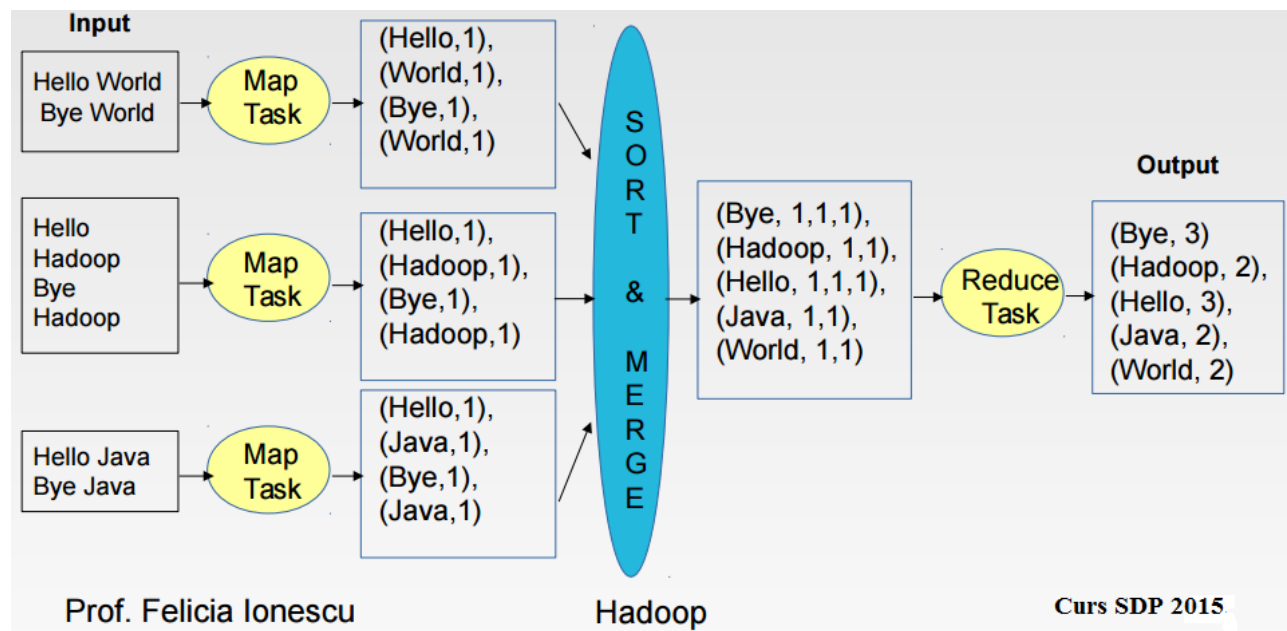 Input
Hello World
Bye World
Map
Task
(Hello,1),
(World,1),
(Bye,1),
(World,1)
Hello
Hadoop
Bye
Hadoop
Map
Task
(Hello,1),
(Hadoop,1),
(Bye,1),
(Hadoop,1)
Hello Java
Bye Java
Map
Task
(Hello,1),
(Java,1),
(Bye,1),
(Java,1)
SORT
&
MERGE
(Bye, 1,1,1),
(Hadoop, 1,1),
(Hello, 1,1,1),
(Java, 1,1),
(World, 1,1)
Reduce
Task
Output
(Bye, 3)
(Hadoop, 2),
(Hello, 3),
(Java, 2),
(World, 2)
Prof. Felicia Ionescu
Hadoop
Curs SDP 2015